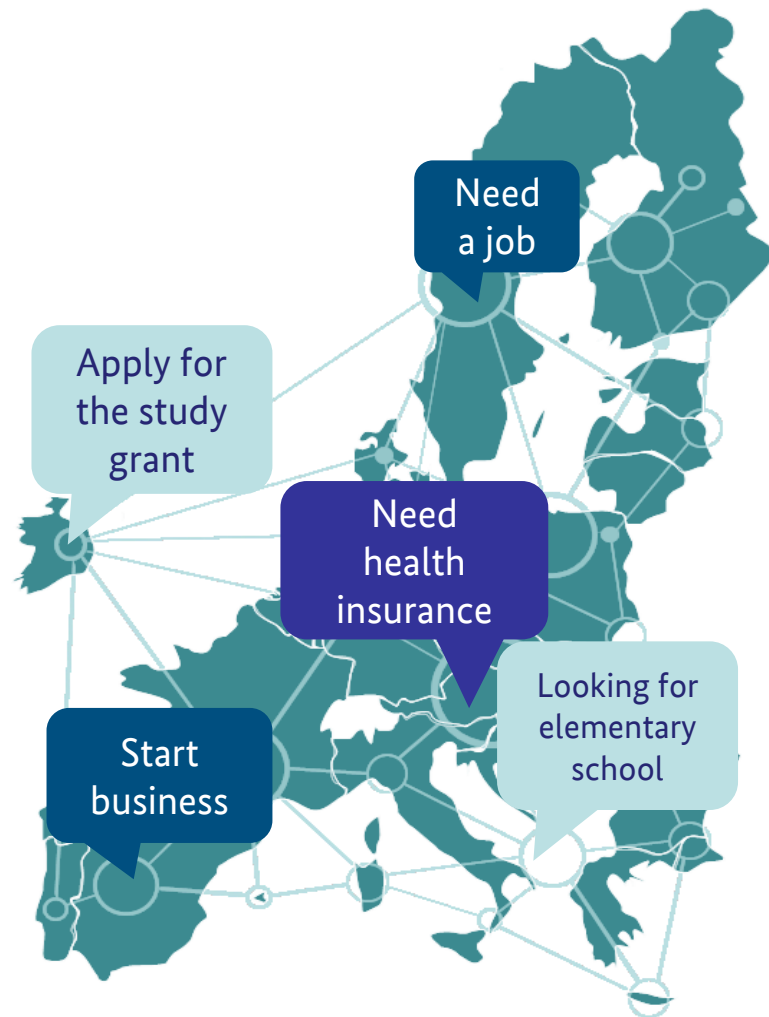 Need
a job
Apply for
the study
grant
Need
health
insurance
Looking for
elementary
school
Start
business